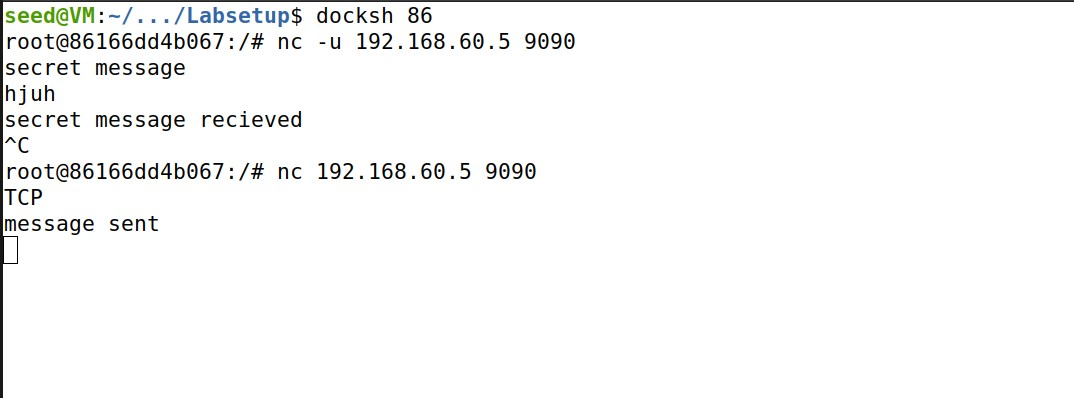 seed@VM:~/.../Labsetup$ docksh 86
root@86166dd4b067:/# nc -u 192.168.60.5 9090
secret message
hjuh
secret message recieved
^C
root@86166dd4b067:/# nc 192.168.60.5 9090
TCP
message sent